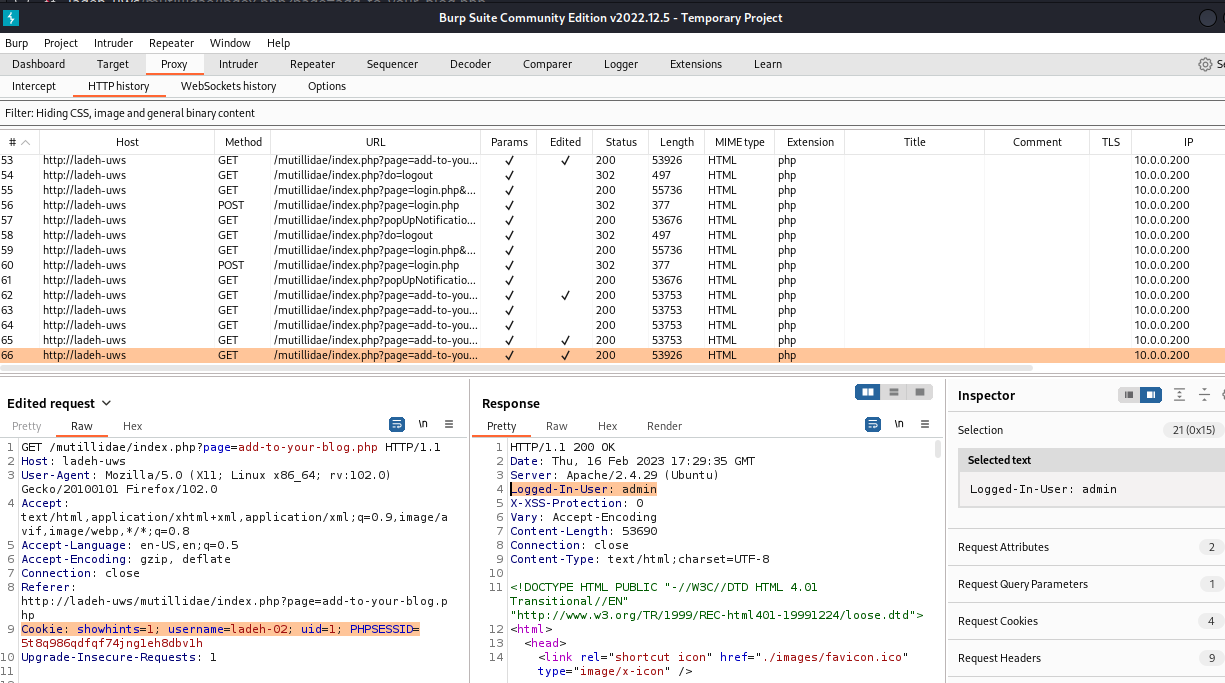 Burp Suite Community Edition v2022.12.5 - Temporary Project
Burp Project Intruder Repeater Window Help
Dashboard Target Proxy Intruder Repeater Sequencer Decoder Comparer Logger Extensions Learn
Intercept HTTP history WebSockets history Options
Filter: Hiding CSS, image and general binary content
# Host Method URL Params Edited Status Length MIME type Extension Title Comment TLS IP
53 http://ladeh-uws GET /mutillidae/index.php?page=add-to-you... ✓ ✓ 200 53926 HTML php 10.0.0.200
54 http://ladeh-uws GET /mutillidae/index.php?do=logout ✓ 302 497 HTML php 10.0.0.200
55 http://ladeh-uws GET /mutillidae/index.php?page=login.php&... ✓ 200 55736 HTML php 10.0.0.200
56 http://ladeh-uws POST /mutillidae/index.php?page=login.php ✓ 302 377 HTML php 10.0.0.200
57 http://ladeh-uws GET /mutillidae/index.php?popUpNotificatio... ✓ 200 53676 HTML php 10.0.0.200
58 http://ladeh-uws GET /mutillidae/index.php?do=logout ✓ 302 497 HTML php 10.0.0.200
59 http://ladeh-uws GET /mutillidae/index.php?page=login.php&... ✓ 200 55736 HTML php 10.0.0.200
60 http://ladeh-uws POST /mutillidae/index.php?page=login.php ✓ 302 377 HTML php 10.0.0.200
61 http://ladeh-uws GET /mutillidae/index.php?popUpNotificatio... ✓ 200 53676 HTML php 10.0.0.200
62 http://ladeh-uws GET /mutillidae/index.php?page=add-to-you... ✓ ✓ 200 53753 HTML php 10.0.0.200
63 http://ladeh-uws GET /mutillidae/index.php?page=add-to-you... ✓ 200 53753 HTML php 10.0.0.200
64 http://ladeh-uws GET /mutillidae/index.php?page=add-to-you... ✓ 200 53753 HTML php 10.0.0.200
65 http://ladeh-uws GET /mutillidae/index.php?page=add-to-you... ✓ ✓ 200 53753 HTML php 10.0.0.200
66 http://ladeh-uws GET /mutillidae/index.php?page=add-to-you... ✓ ✓ 200 53926 HTML php 10.0.0.200
Edited request
Pretty Raw Hex \n
1 GET /mutillidae/index.php?page=add-to-your-blog.php HTTP/1.1
2 Host: ladeh-uws
3 User-Agent: Mozilla/5.0 (X11; Linux x86_64; rv:102.0)
Gecko/20100101 Firefox/102.0
4 Accept:
text/html,application/xhtml+xml,application/xml;q=0.9,image/a
vif,image/webp,*/*;q=0.8
5 Accept-Language: en-US,en;q=0.5
6 Accept-Encoding: gzip, deflate
7 Connection: close
8 Referer:
http://ladeh-uws/mutillidae/index.php?page=add-to-your-blog.p
hp
9 Cookie: showhints=1; username=ladeh-02; uid=1; PHPSESSID=
5t8q986qdfqf74jng1eh8dbv1h
10 Upgrade-Insecure-Requests: 1
11
Response
Pretty Raw Hex Render \n
1 HTTP/1.1 200 OK
2 Date: Thu, 16 Feb 2023 17:29:35 GMT
3 Server: Apache/2.4.29 (Ubuntu)
4 Logged-In-User: admin
5 X-XSS-Protection: 0
6 Vary: Accept-Encoding
7 Content-Length: 53690
8 Connection: close
9 Content-Type: text/html;charset=UTF-8
10
11 <!DOCTYPE HTML PUBLIC "-//W3C//DTD HTML 4.01
Transitional//EN"
"http://www.w3.org/TR/1999/REC-html401-19991224/loose.dtd">
12 <html>
13 <head>
14 <link rel="shortcut icon" href="./images/favicon.ico"
type="image/x-icon" />
Inspector
Selection 21 (0x15)
Selected text
Logged-In-User: admin
Request Attributes 2
Request Query Parameters 1
Request Cookies 4
Request Headers 9